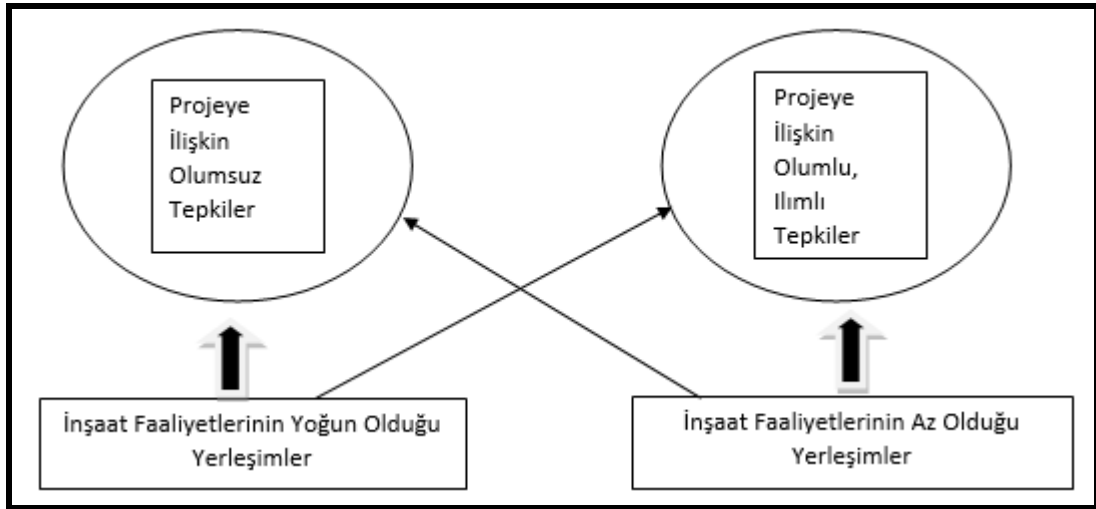 Projeye
İlişkin
Olumsuz
Tepkiler
Projeye
İlişkin
Olumlu,
Ilımlı
Tepkiler
İnşaat Faaliyetlerinin Yoğun Olduğu
Yerleşimler
İnşaat Faaliyetlerinin Az Olduğu
Yerleşimler